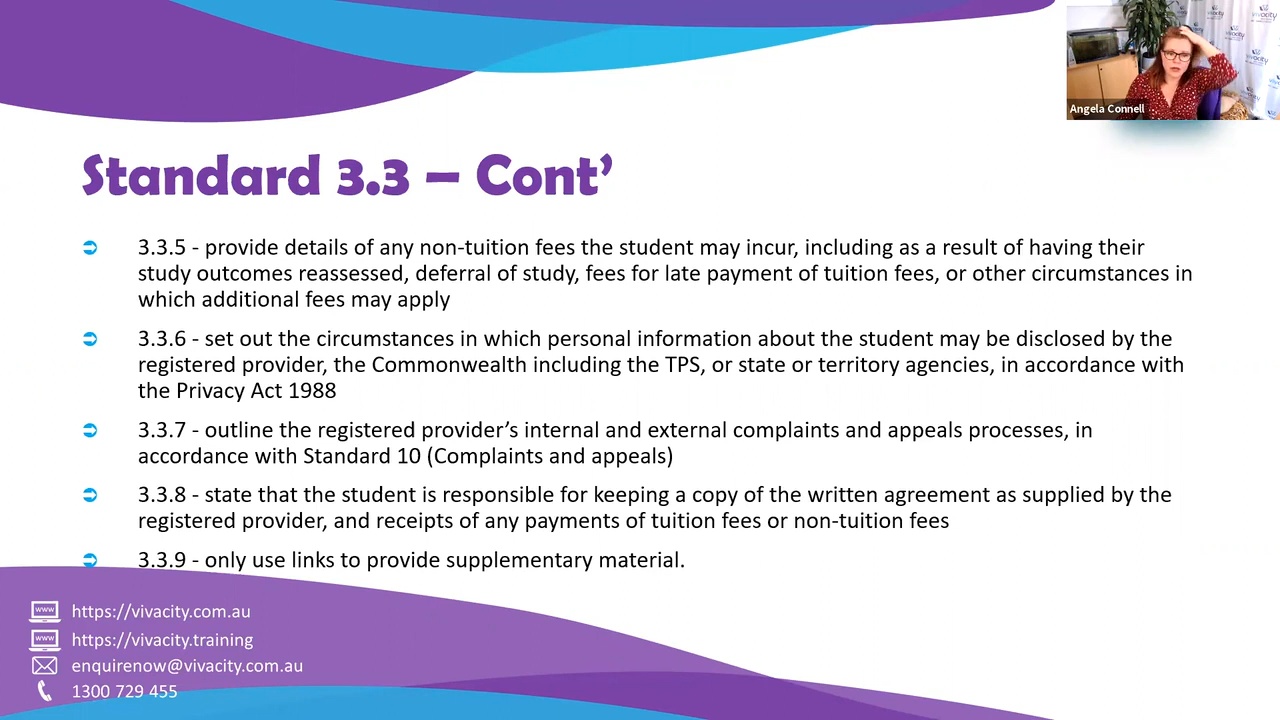 Angela Connell
Standard 3.3 – Cont’
3.3.5 - provide details of any non-tuition fees the student may incur, including as a result of having their
study outcomes reassessed, deferral of study, fees for late payment of tuition fees, or other circumstances in
which additional fees may apply
3.3.6 - set out the circumstances in which personal information about the student may be disclosed by the
registered provider, the Commonwealth including the TPS, or state or territory agencies, in accordance with
the Privacy Act 1988
3.3.7 - outline the registered provider’s internal and external complaints and appeals processes, in
accordance with Standard 10 (Complaints and appeals)
3.3.8 - state that the student is responsible for keeping a copy of the written agreement as supplied by the
registered provider, and receipts of any payments of tuition fees or non-tuition fees
3.3.9 - only use links to provide supplementary material.
www https://vivacity.com.au
www https://vivacity.training
enquirenow@vivacity.com.au
1300 729 455